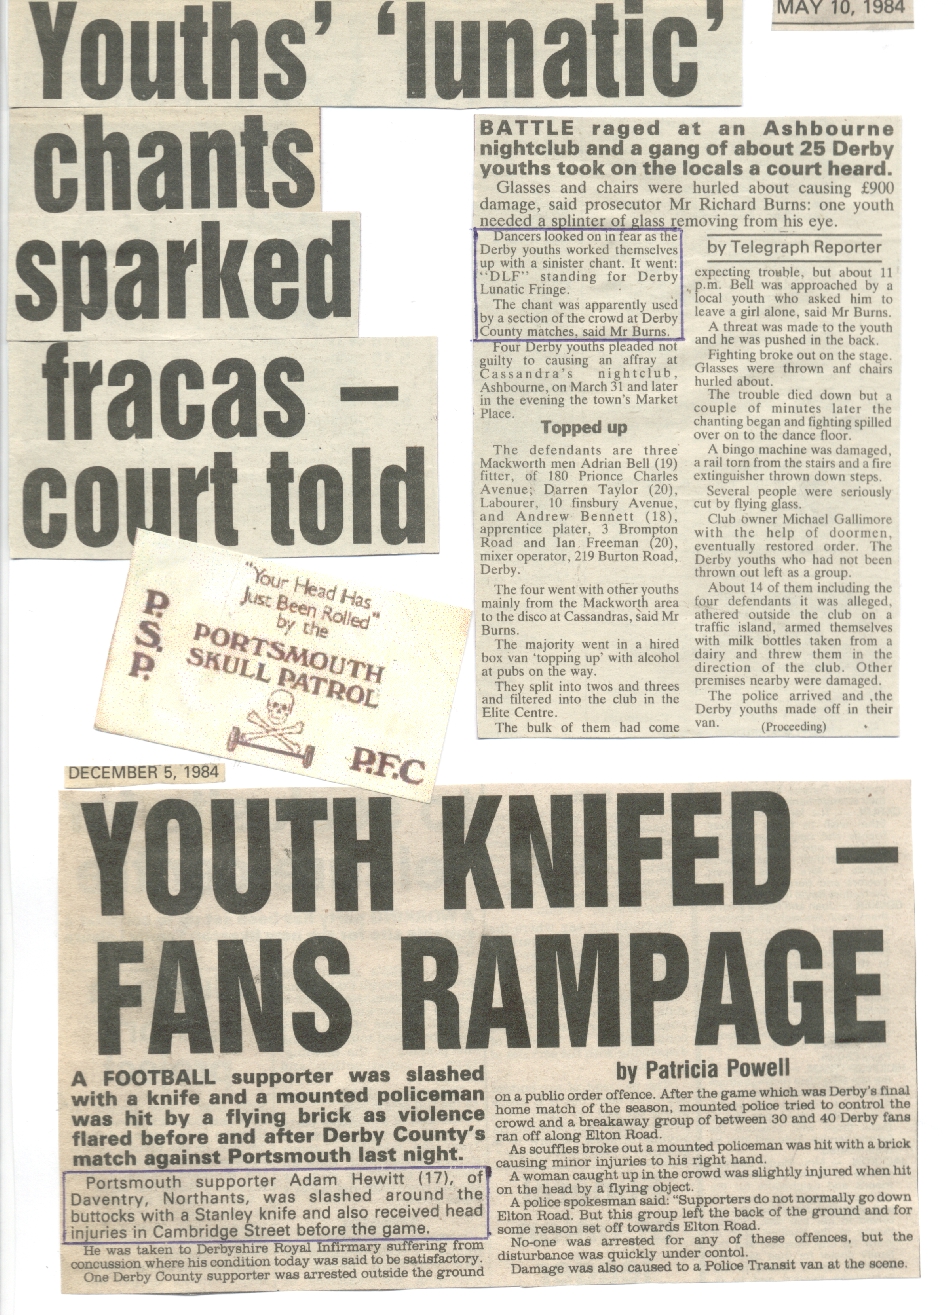 MAY 10, 1984
Youths' 'lunatic'
chants
sparked
fracas –
court told
BATTLE raged at an Ashbourne
nightclub and a gang of about 25 Derby
youths took on the locals a court heard.
Glasses and chairs were hurled about causing £900
damage, said prosecutor Mr Richard Burns: one youth
needed a splinter of glass removing from his eye.
Dancers looked on in fear as the
Derby youths worked themselves
up with a sinister chant. It went:
"DLF" standing for Derby
Lunatic Fringe.
The chant was apparently used
by a section of the crowd at Derby
County matches, said Mr Burns.
Four Derby youths pleaded not
guilty to causing an affray at
Cassandra's nightclub,
Ashbourne, on March 31 and later
in the evening the town's Market
Place.
Topped up
The defendants are three
Mackworth men Adrian Bell (19)
fitter, of 180 Prionce Charles
Avenue; Darren Taylor (20),
Labourer, 10 finsbury Avenue,
and Andrew Bennett (18),
apprentice plater, 3 Brompton
Road and Ian Freeman (20),
mixer operator, 219 Burton Road,
Derby.
The four went with other youths
mainly from the Mackworth area
to the disco at Cassandras, said Mr
Burns.
The majority went in a hired
box van 'topping up' with alcohol
at pubs on the way.
They split into twos and threes
and filtered into the club in the
Elite Centre.
The bulk of them had come
by Telegraph Reporter
expecting trouble, but about 11
p.m. Bell was approached by a
local youth who asked him to
leave a girl alone, said Mr Burns.
A threat was made to the youth
and he was pushed in the back.
Fighting broke out on the stage.
Glasses were thrown anf chairs
hurled about.
The trouble died down but a
couple of minutes later the
chanting began and fighting spilled
over on to the dance floor.
A bingo machine was damaged,
a rail torn from the stairs and a fire
extinguisher thrown down steps.
Several people were seriously
cut by flying glass.
Club owner Michael Gallimore
with the help of doormen,
eventually restored order. The
Derby youths who had not been
thrown out left as a group.
About 14 of them including the
four defendants it was alleged,
athered outside the club on a
traffic island, armed themselves
with milk bottles taken from a
dairy and threw them in the
direction of the club. Other
premises nearby were damaged.
The police arrived and the
Derby youths made off in their
van.
(Proceeding)
"Your Head Has
Just Been Rolled"
by the
P.S.P.
PORTSMOUTH
SKULL PATROL
P.F.C
DECEMBER 5, 1984
YOUTH KNIFED –
FANS RAMPAGE
A FOOTBALL supporter was slashed
with a knife and a mounted policeman
was hit by a flying brick as violence
flared before and after Derby County's
match against Portsmouth last night.
Portsmouth supporter Adam Hewitt (17), of
Daventry, Northants, was slashed around the
buttocks with a Stanley knife and also received head
injuries in Cambridge Street before the game.
He was taken to Derbyshire Royal Infirmary suffering from
concussion where his condition today was said to be satisfactory.
One Derby County supporter was arrested outside the ground
by Patricia Powell
on a public order offence. After the game which was Derby's final
home match of the season, mounted police tried to control the
crowd and a breakaway group of between 30 and 40 Derby fans
ran off along Elton Road.
As scuffles broke out a mounted policeman was hit with a brick
causing minor injuries to his right hand.
A woman caught up in the crowd was slightly injured when hit
on the head by a flying object.
A police spokesman said: "Supporters do not normally go down
Elton Road. But this group left the back of the ground and for
some reason set off towards Elton Road.
No-one was arrested for any of these offences, but the
disturbance was quickly under contol.
Damage was also caused to a Police Transit van at the scene.